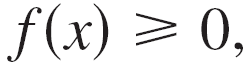 f(x) ⩾ 0,